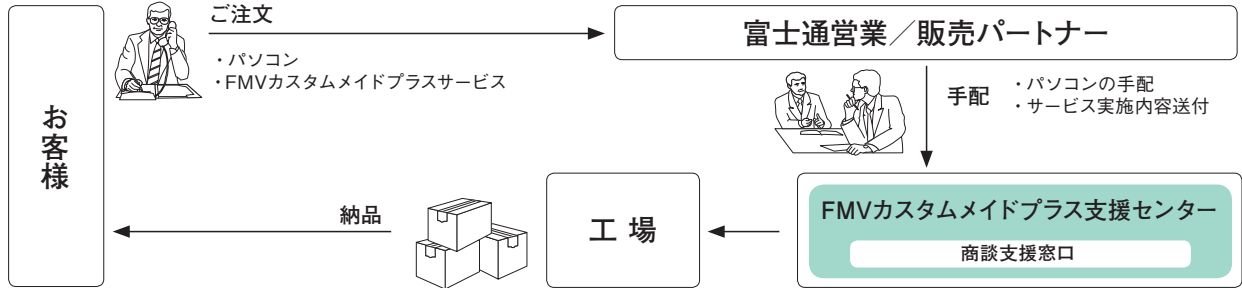 お客様
ご注文
・パソコン
・FMVカスタムメイドプラスサービス
富士通営業／販売パートナー
手配
・パソコンの手配
・サービス実施内容送付
FMVカスタムメイドプラス支援センター
商談支援窓口
工場
納品